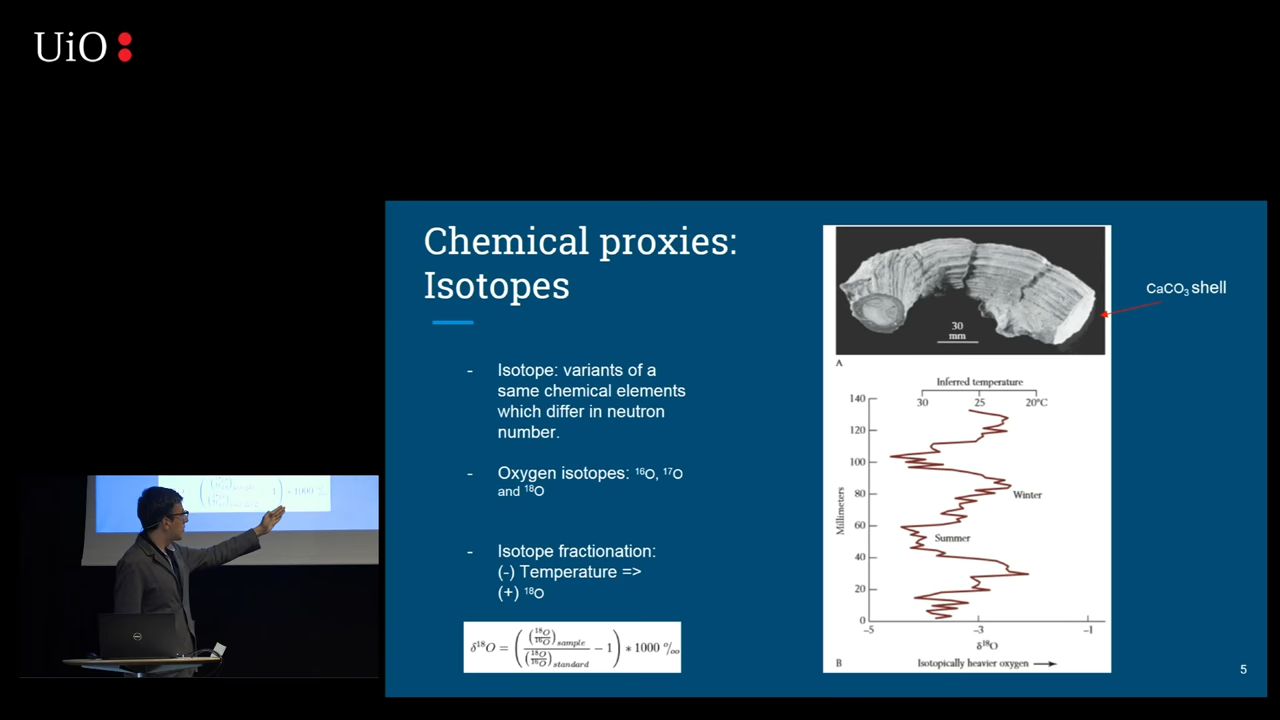 UiO
Chemical proxies:
Isotopes
- Isotope: variants of a
same chemical elements
which differ in neutron
number.
- Oxygen isotopes: ¹⁶O, ¹⁷O
and ¹⁸O
- Isotope fractionation:
(-) Temperature =>
(+) ¹⁸O
δ¹⁸O = ( (¹⁸O/¹⁶O)sample / (¹⁸O/¹⁶O)standard − 1 ) * 1000 ‰
30
mm
CaCO₃ shell
A
Inferred temperature
30 25 20°C
140
120
100
80
60
40
20
0
Millimeters
Winter
Summer
-5 -3 -1
δ¹⁸O
B Isotopically heavier oxygen
5
1000
DELL